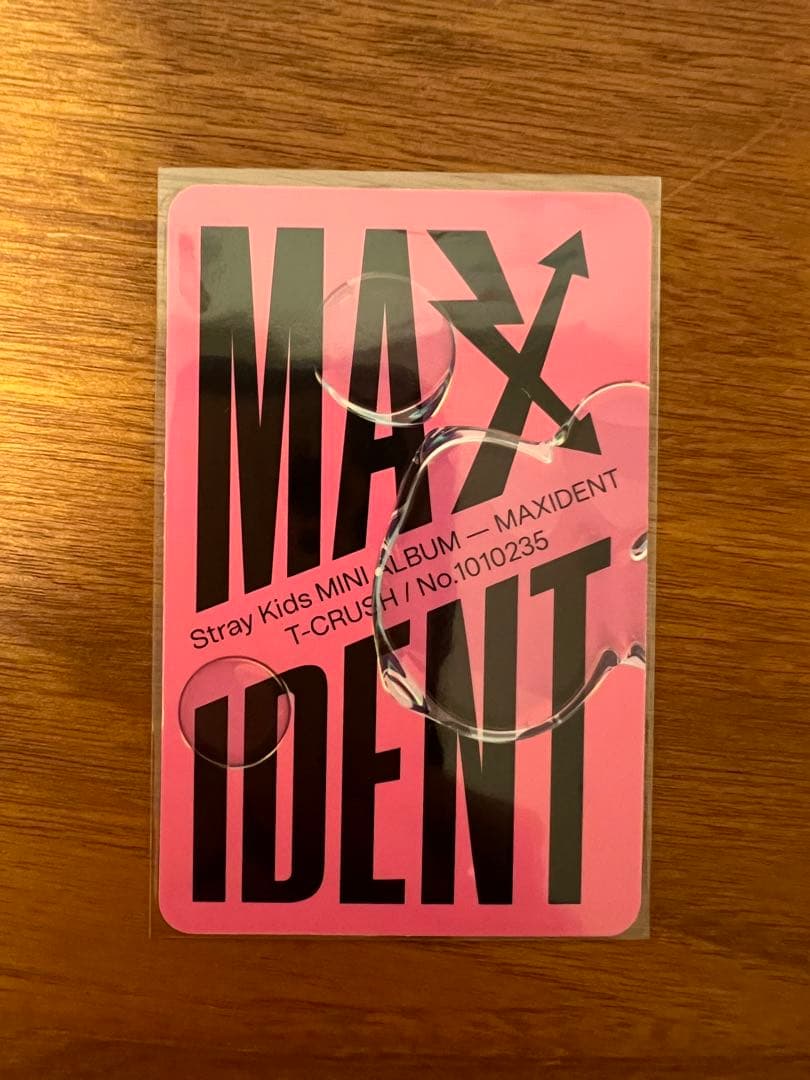 MAX
Stray Kids MINI ALBUM — MAXIDENT
T-CRUSH / No.1010235
IDENT